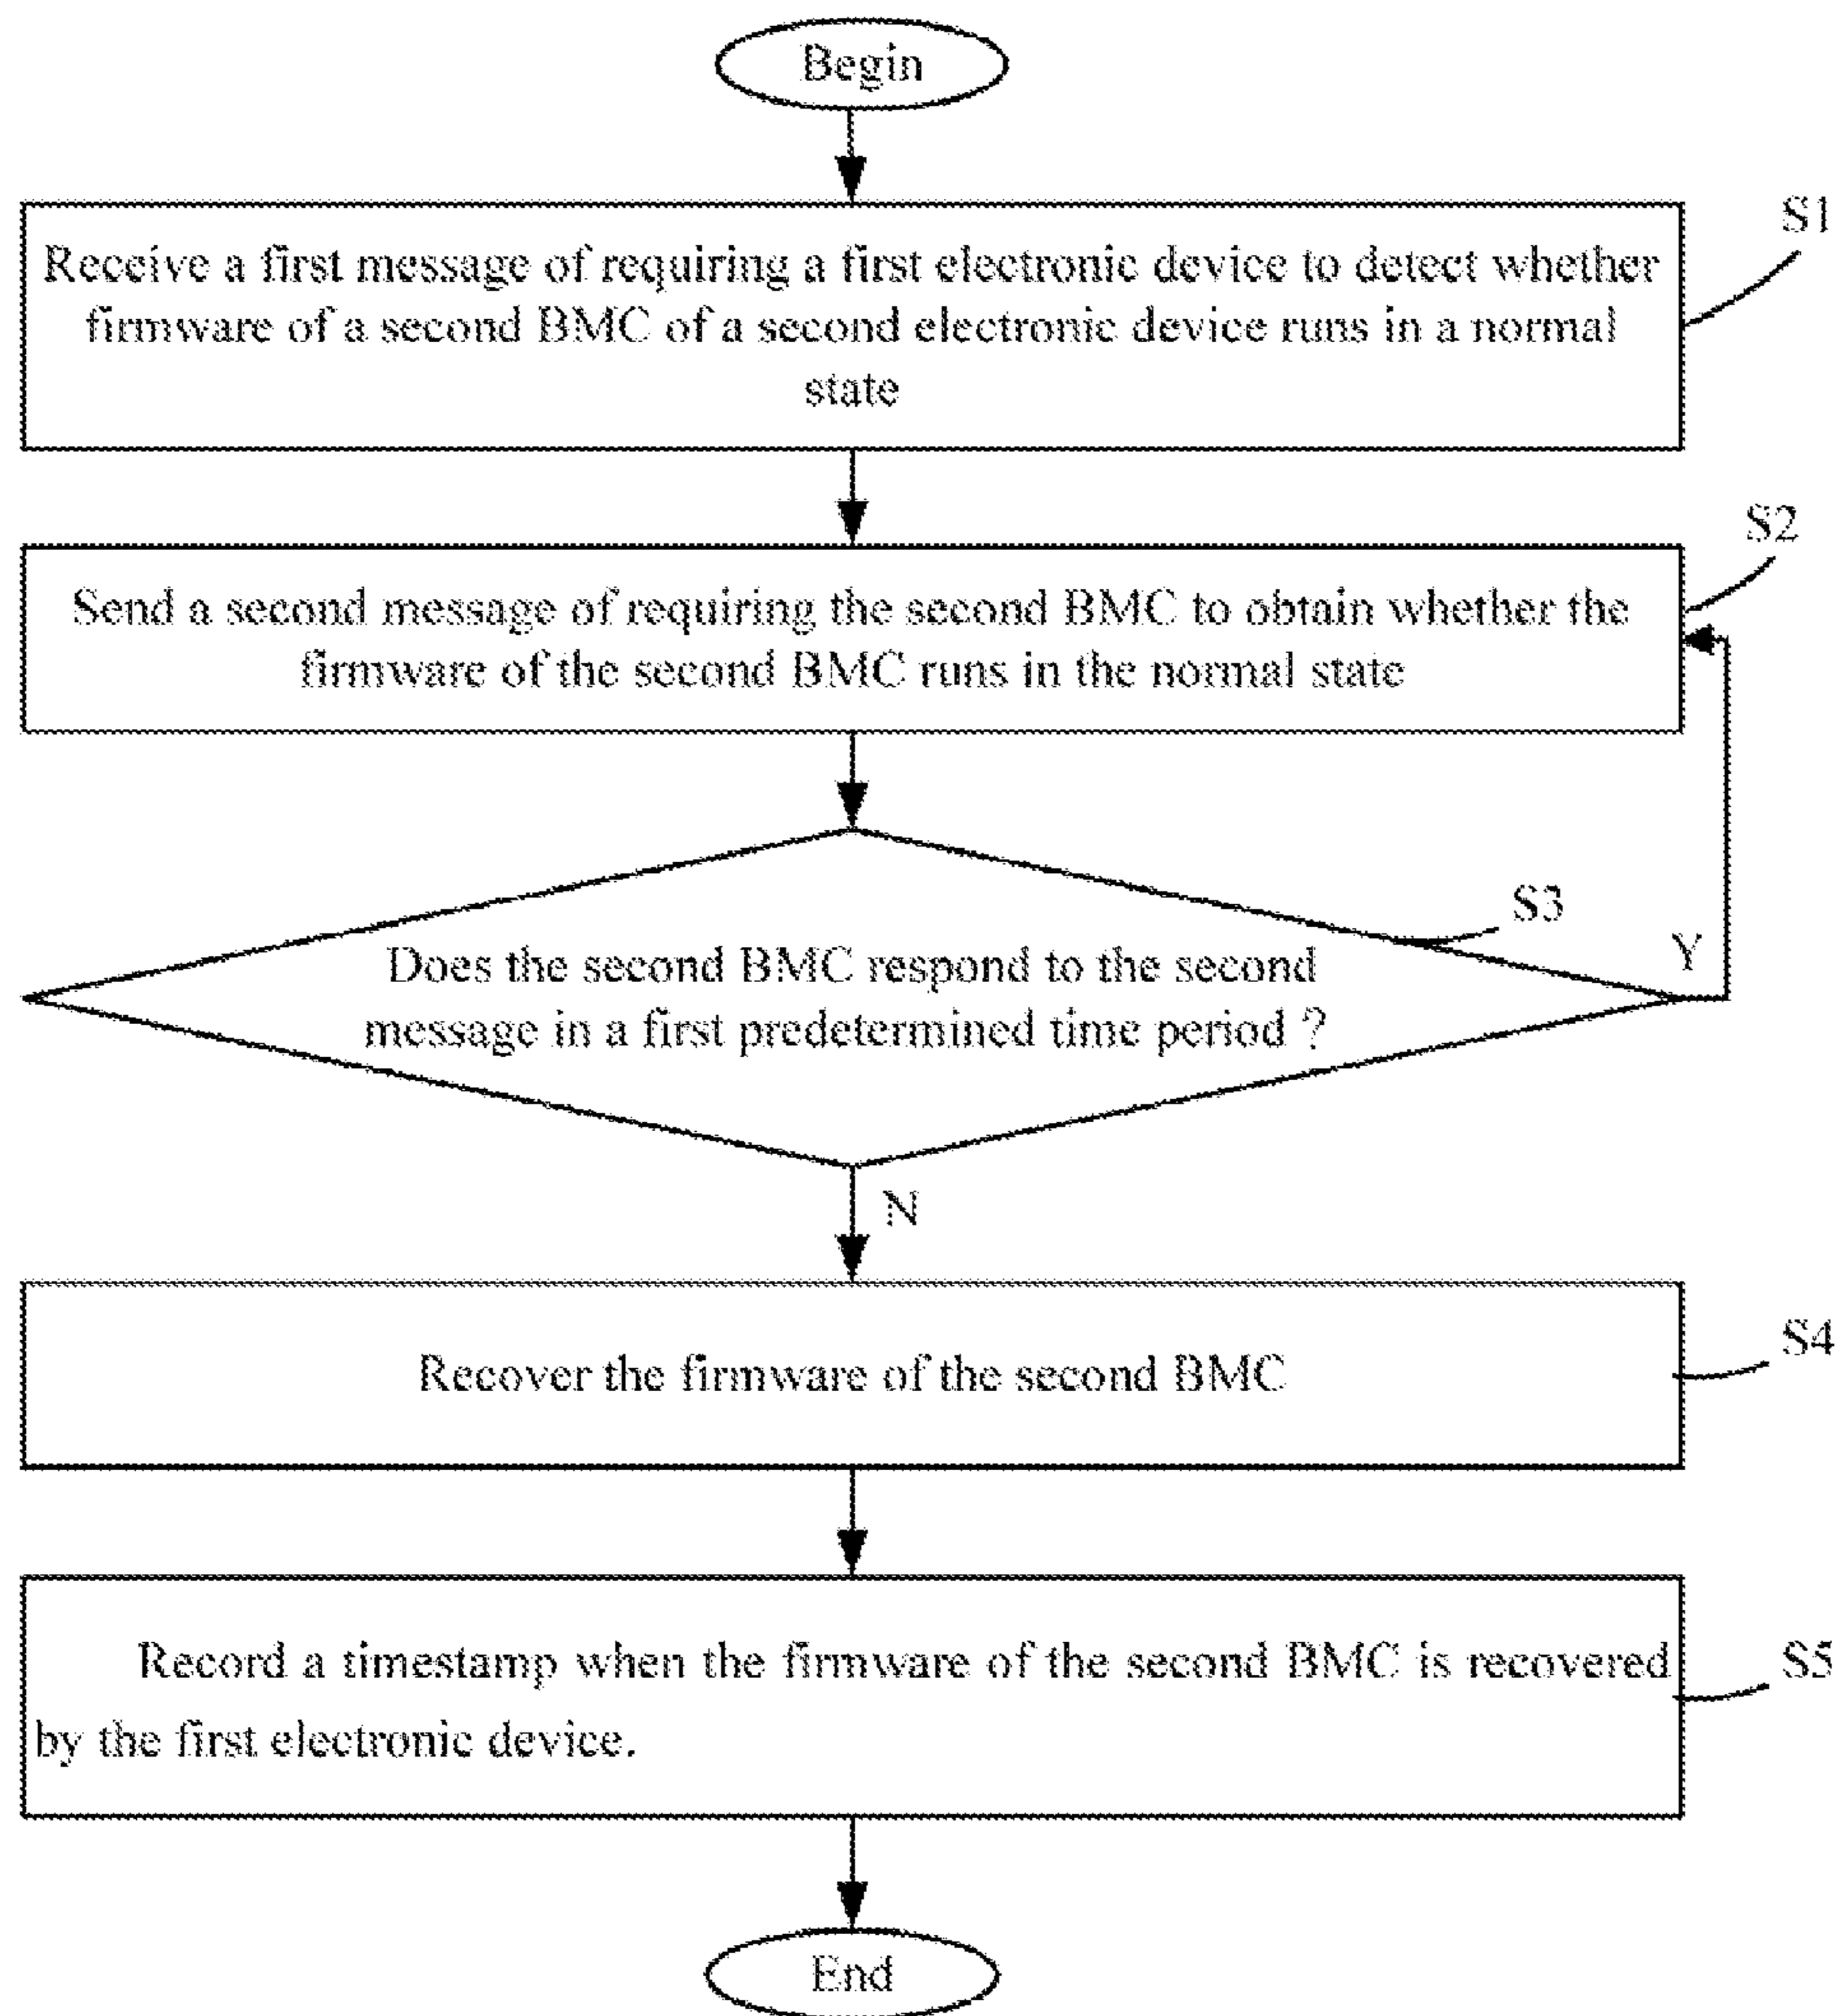 Begin
S1
Receive a first message of requiring a first electronic device to detect whether
firmware of a second BMC of a second electronic device runs in a normal
state
S2
Send a second message of requiring the second BMC to obtain whether the
firmware of the second BMC runs in the normal state
S3
Y
Does the second BMC respond to the second
message in a first predetermined time period ?
N
S4
Recover the firmware of the second BMC
S5
Record a timestamp when the firmware of the second BMC is recovered
by the first electronic device.
End